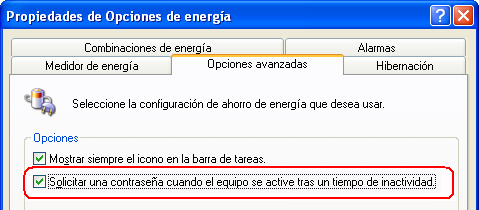 Propiedades de Opciones de energía
Combinaciones de energía
Alarmas
Medidor de energía
Opciones avanzadas
Hibernación
Seleccione la configuración de ahorro de energía que desea usar.
Opciones
Mostrar siempre el icono en la barra de tareas.
Solicitar una contraseña cuando el equipo se active tras un tiempo de inactividad.